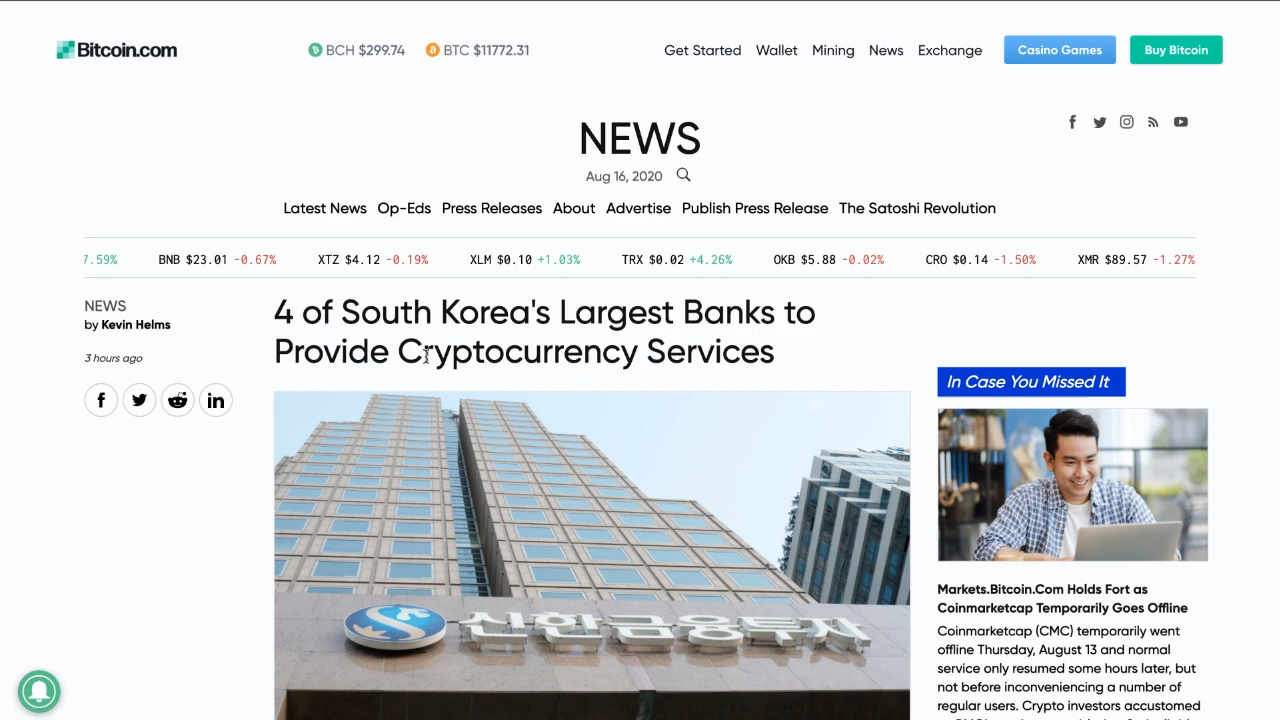 Bitcoin.com
BCH $299.74
BTC $11772.31
Get Started
Wallet
Mining
News
Exchange
Casino Games
Buy Bitcoin
NEWS
Aug 16, 2020
Latest News
Op-Eds
Press Releases
About
Advertise
Publish Press Release
The Satoshi Revolution
7.59%
BNB $23.01 -0.67%
XTZ $4.12 -0.19%
XLM $0.10 +1.03%
TRX $0.02 +4.26%
OKB $5.88 -0.02%
CRO $0.14 -1.50%
XMR $89.57 -1.27%
NEWS
by Kevin Helms
3 hours ago
4 of South Korea's Largest Banks to
Provide Cryptocurrency Services
신한금융투자
In Case You Missed It
Markets.Bitcoin.Com Holds Fort as
Coinmarketcap Temporarily Goes Offline
Coinmarketcap (CMC) temporarily went
offline Thursday, August 13 and normal
service only resumed some hours later, but
not before inconveniencing a number of
regular users. Crypto investors accustomed